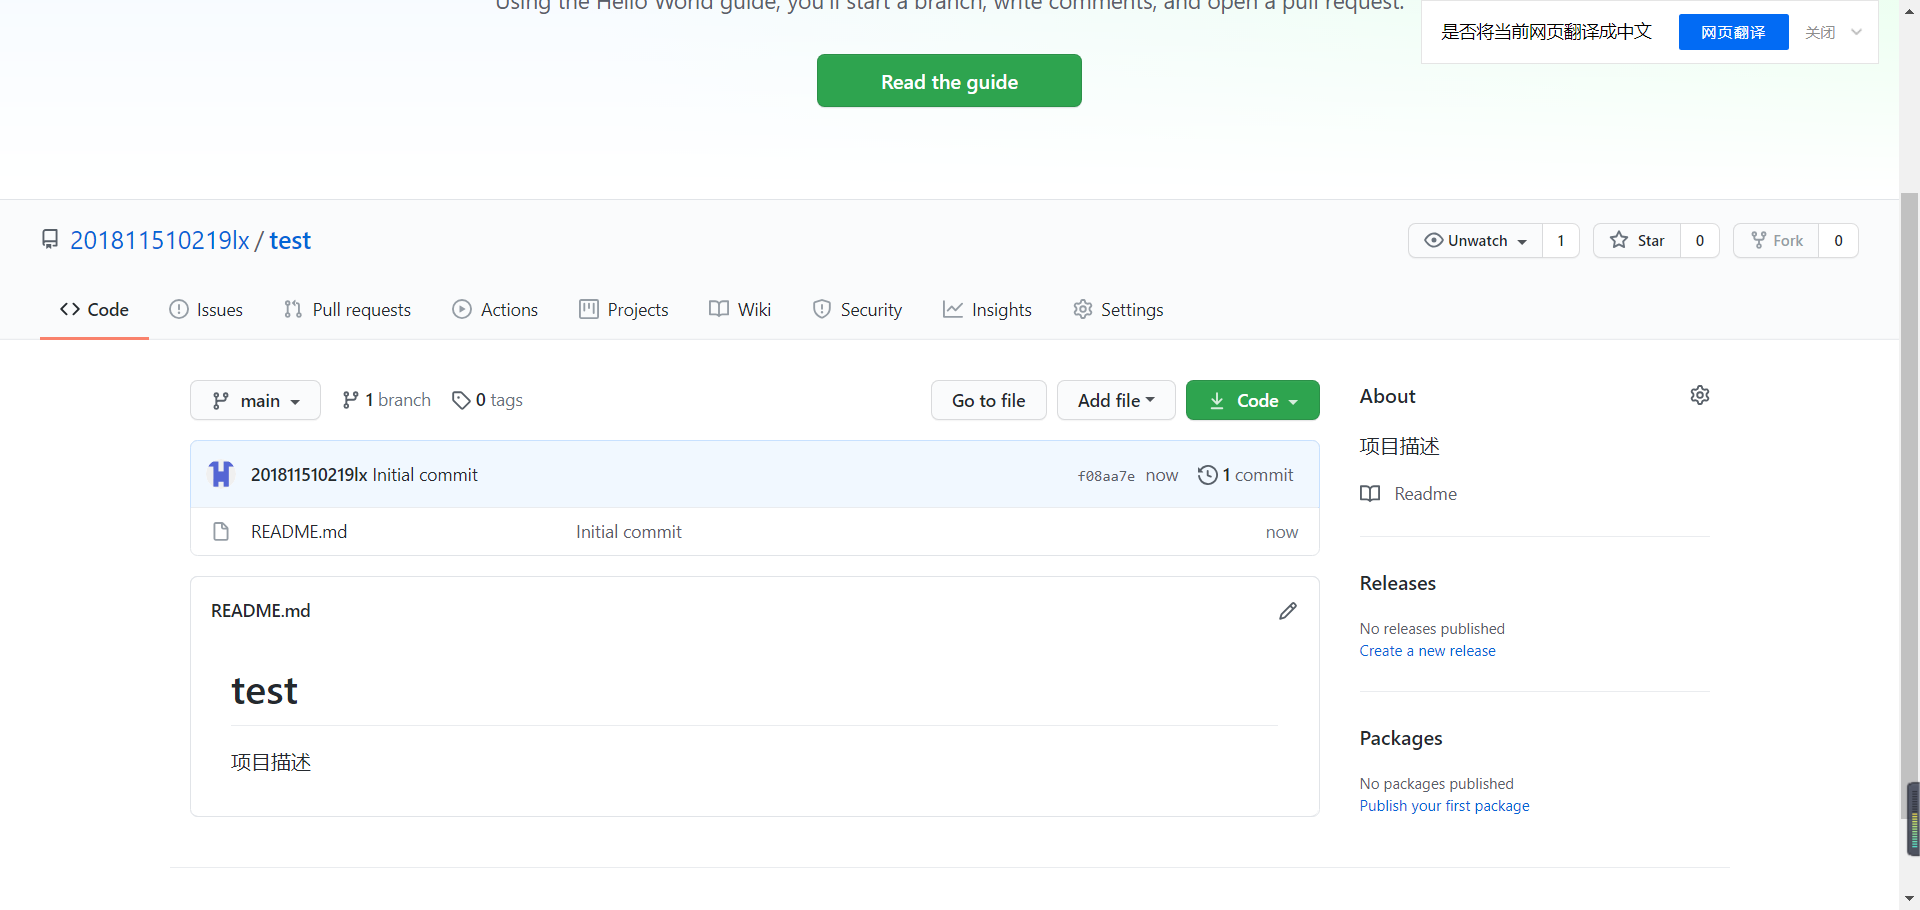 Using the Hello World guide, you'll start a branch, write comments, and open a pull request.
是否将当前网页翻译成中文 网页翻译 关闭
Read the guide
201811510219lx / test
Unwatch 1 Star 0 Fork 0
Code Issues Pull requests Actions Projects Wiki Security Insights Settings
main 1 branch 0 tags Go to file Add file Code
201811510219lx Initial commit f08aa7e now 1 commit
README.md Initial commit now
README.md
test
项目描述
About
项目描述
Readme
Releases
No releases published
Create a new release
Packages
No packages published
Publish your first package